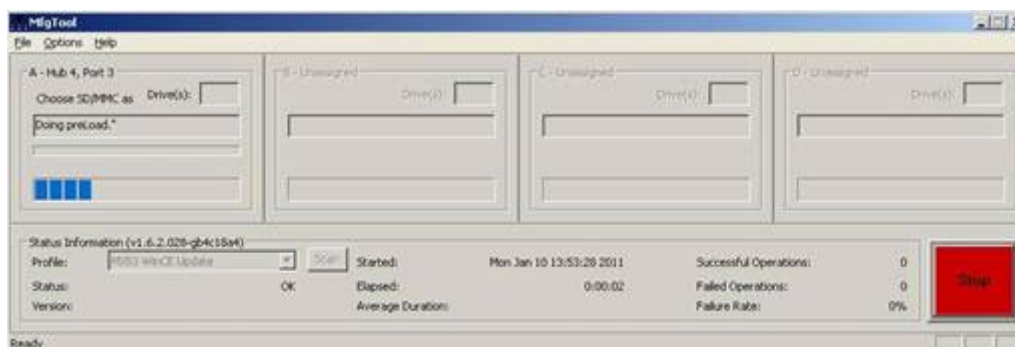 MfgTool
File Options Help
A - Hub 4, Port 3
B - Unassigned
C - Unassigned
D - Unassigned
Choose SD/MMC as Drive(s):
Drive(s):
Drive(s):
Drive(s):
Doing preLoad."
Status Information (v1.6.2.028-gb4c18a4)
Profile: MX53 WinCE Update Start Started: Mon Jan 10 13:53:28 2011 Successful Operations: 0
Status: OK Elapsed: 0:00:02 Failed Operations: 0
Version: Average Duration: Failure Rate: 0%
Stop
Ready